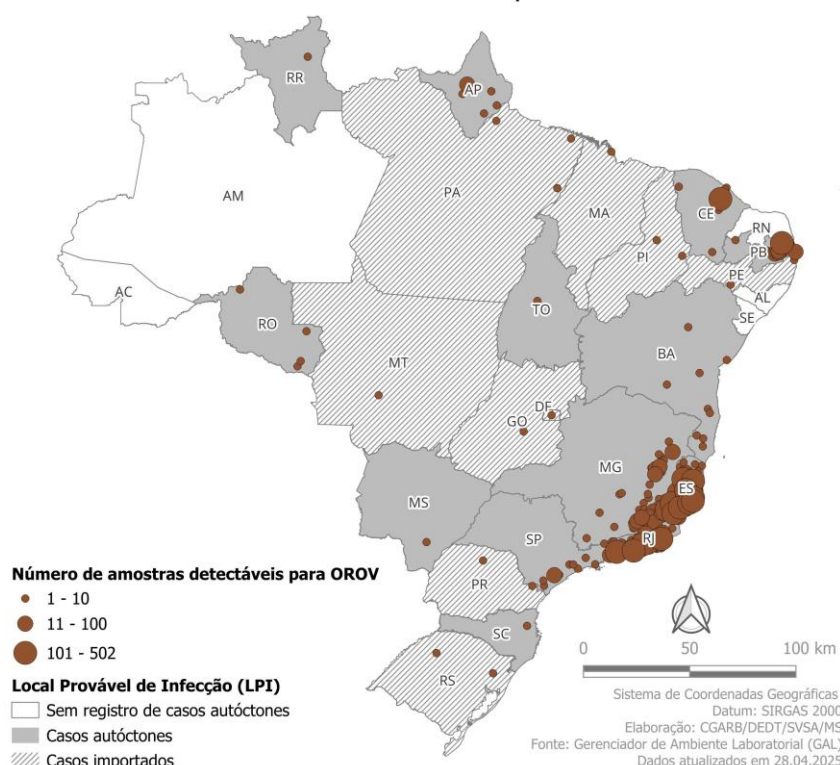 RR
AP
AM
PA
MA
CE
RN
PB
PI
PE
AL
SE
AC
RO
TO
BA
MT
DF
GO
MG
ES
MS
SP
RJ
PR
SC
RS
Número de amostras detectáveis para OROV
1 - 10
11 - 100
101 - 502
Local Provável de Infecção (LPI)
Sem registro de casos autóctones
Casos autóctones
Casos importados
0 50 100 km
Sistema de Coordenadas Geográficas
Datum: SIRGAS 2000
Elaboração: CGARB/DEDT/SVSA/MS
Fonte: Gerenciador de Ambiente Laboratorial (GAL)
Dados atualizados em 28.04.2025